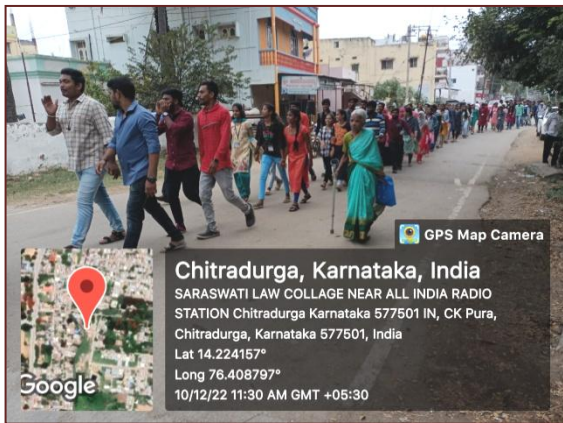 GPS Map Camera
Chitradurga, Karnataka, India
SARASWATI LAW COLLAGE NEAR ALL INDIA RADIO
STATION Chitradurga Karnataka 577501 IN, CK Pura,
Chitradurga, Karnataka 577501, India
Lat 14.224157°
Long 76.408797°
10/12/22 11:30 AM GMT +05:30
Google